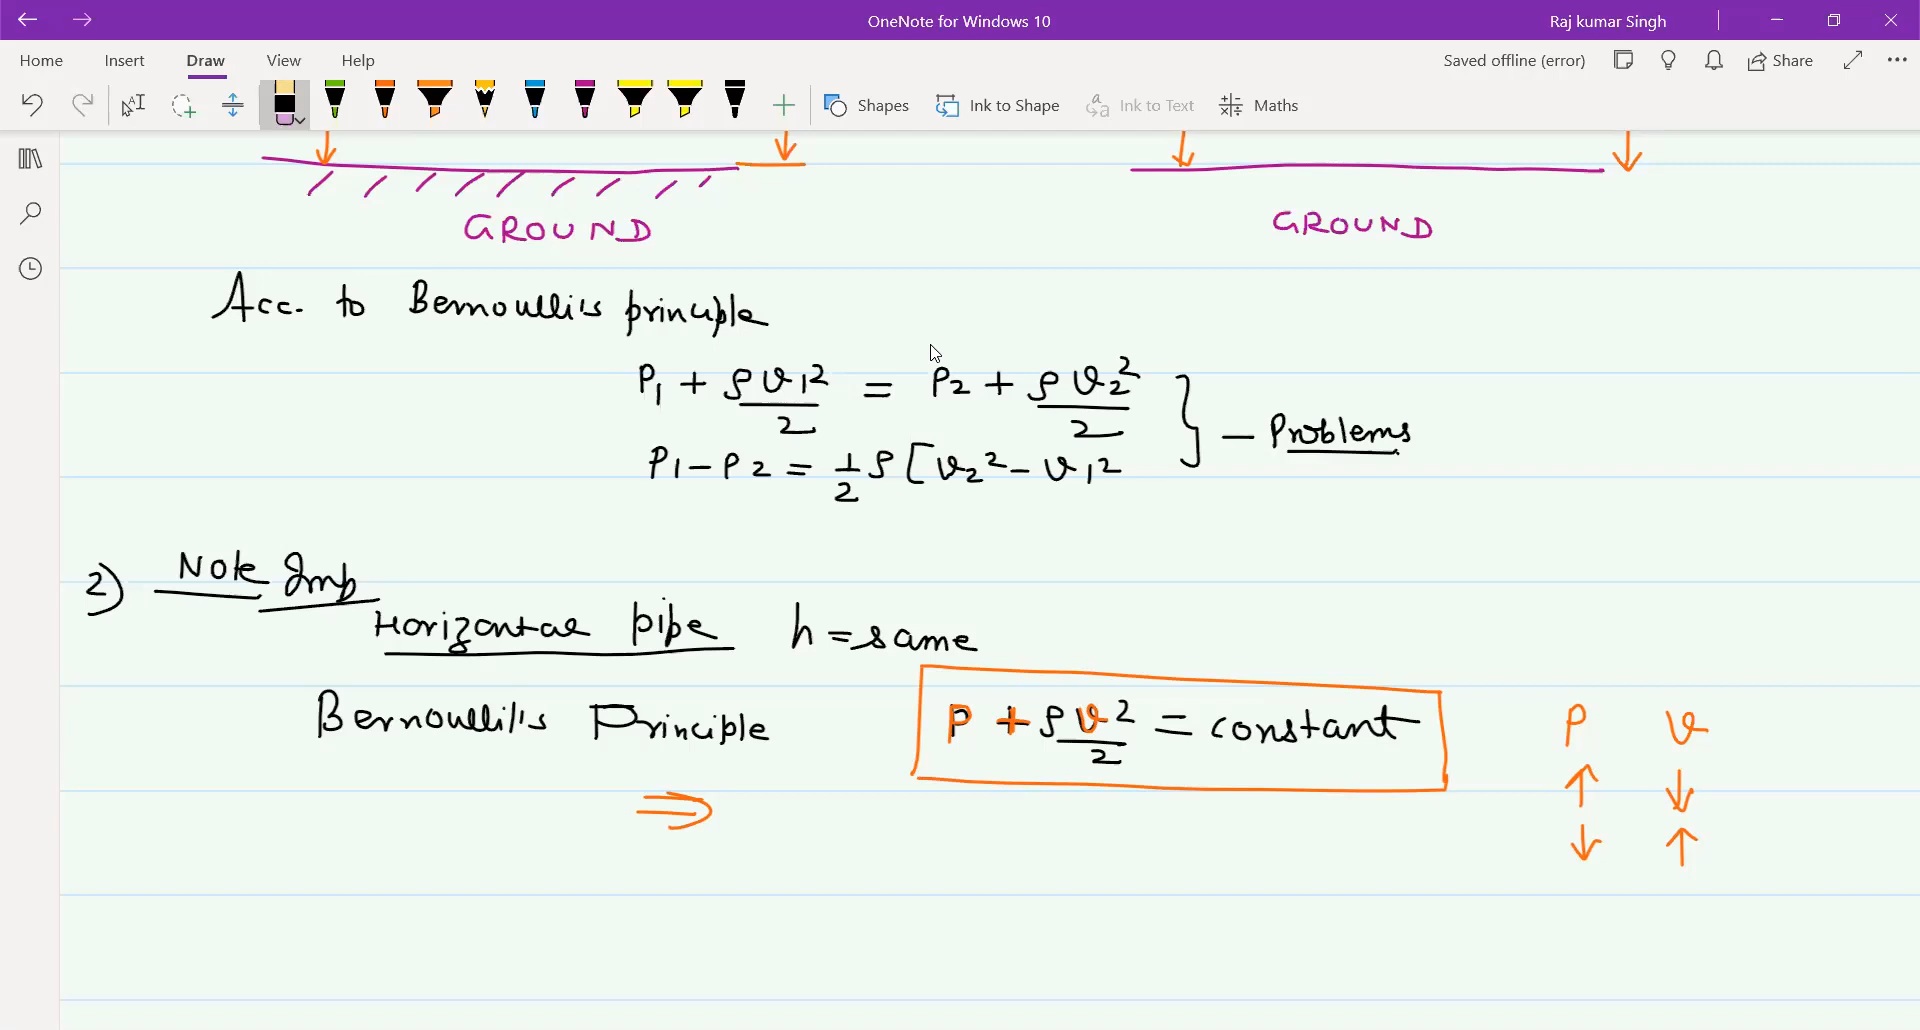 OneNote for Windows 10
Raj kumar Singh
Home Insert Draw View Help
Saved offline (error) Share
Shapes Ink to Shape Ink to Text Maths
GROUND GROUND
Acc. to Bernoulli's principle
P₁ + ρv₁²/2 = P₂ + ρv₂²/2
P₁ - P₂ = 1/2 ρ [v₂² - v₁²
} — Problems
2) Note Imp
Horizontal pipe h = same
Bernoulli's Principle P + ρv²/2 = constant P v
↑ ↓
⇒
↓ ↑